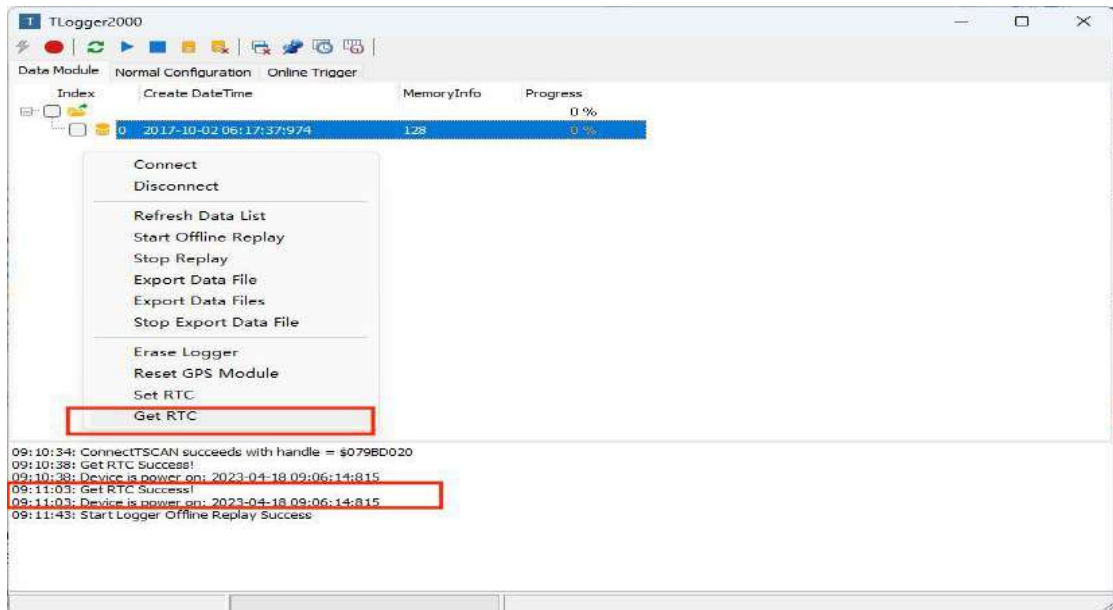 T TLogger2000
Data Module Normal Configuration Online Trigger
Index Create DateTime MemoryInfo Progress
0 %
0 2017-10-02 06:17:37:974 128 0 %
Connect
Disconnect
Refresh Data List
Start Offline Replay
Stop Replay
Export Data File
Export Data Files
Stop Export Data File
Erase Logger
Reset GPS Module
Set RTC
Get RTC
09:10:34: ConnectTSCAN succeeds with handle = $079BD020
09:10:38: Get RTC Success!
09:10:38: Device is power on: 2023-04-18 09:06:14:815
09:11:03: Get RTC Success!
09:11:03: Device is power on: 2023-04-18 09:06:14:815
09:11:43: Start Logger Offline Replay Success